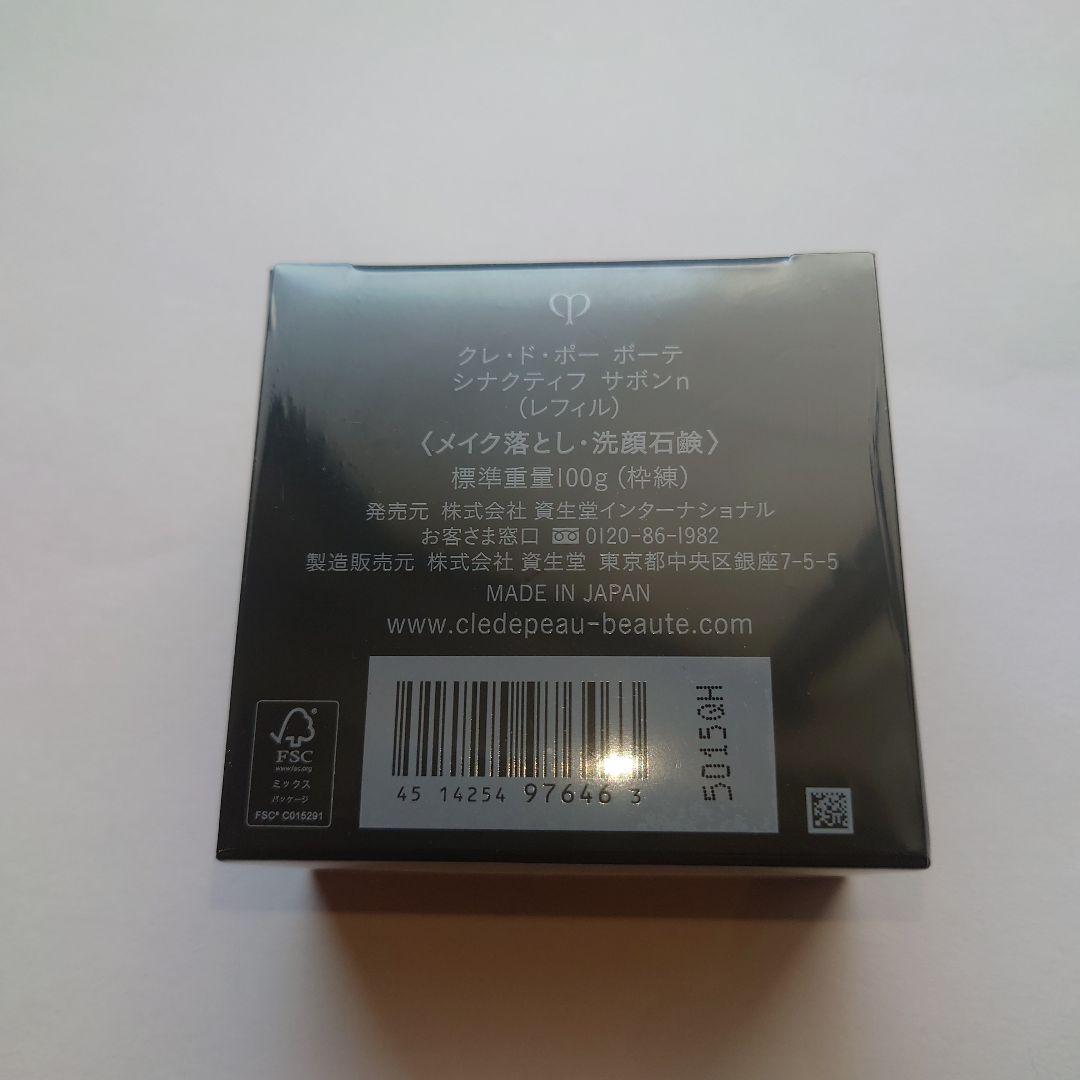 クレ・ド・ポー ボーテ
シナクティフ サボンn
(レフィル)
〈メイク落とし・洗顔石鹸〉
標準重量100g (枠練)
発売元 株式会社 資生堂インターナショナル
お客さま窓口 0120-86-1982
製造販売元 株式会社 資生堂 東京都中央区銀座7-5-5
MADE IN JAPAN
www.cledepeau-beaute.com
FSC
www.fsc.org
ミックス
パッケージ
FSC® C015291
45 14254 97646 3
5015QH